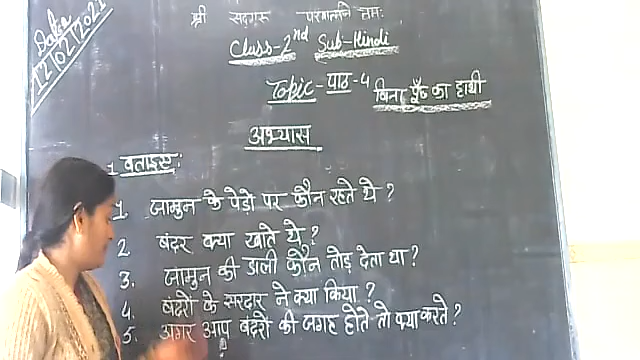 श्री सद्गुरू परमात्मने नमः
Date
12/02/2021
Class-2nd Sub-Hindi
Topic-पाठ-4 बिना पूँछ का हाथी
अभ्यास
1 बताइए:
1. जामुन के पेड़ो पर कौन रहते थे?
2. बंदर क्या खाते थे?
3. जामुन की डाली कौन तोड़ देता था?
4. बंदरो के सरदार ने क्या किया?
5. अगर आप बंदरो की जगह होते तो क्या करते?